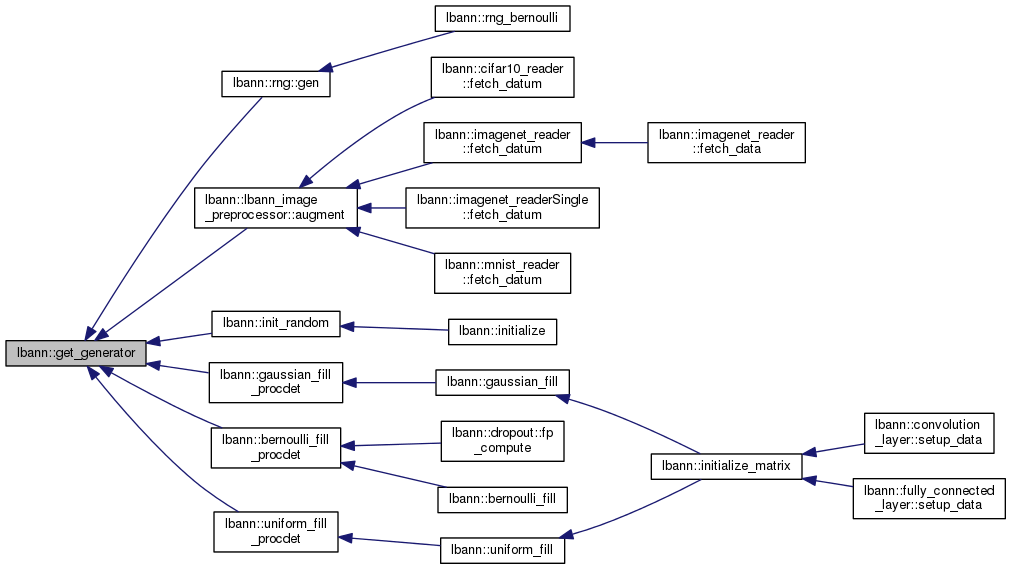 lbann::rng_bernoulli
lbann::rng::gen
lbann::cifar10_reader
::fetch_datum
lbann::imagenet_reader
::fetch_datum
lbann::imagenet_reader
::fetch_data
lbann::lbann_image
_preprocessor::augment
lbann::imagenet_readerSingle
::fetch_datum
lbann::mnist_reader
::fetch_datum
lbann::init_random
lbann::initialize
lbann::get_generator
lbann::gaussian_fill
_procdet
lbann::gaussian_fill
lbann::bernoulli_fill
_procdet
lbann::dropout::fp
_compute
lbann::bernoulli_fill
lbann::initialize_matrix
lbann::convolution
_layer::setup_data
lbann::fully_connected
_layer::setup_data
lbann::uniform_fill
_procdet
lbann::uniform_fill